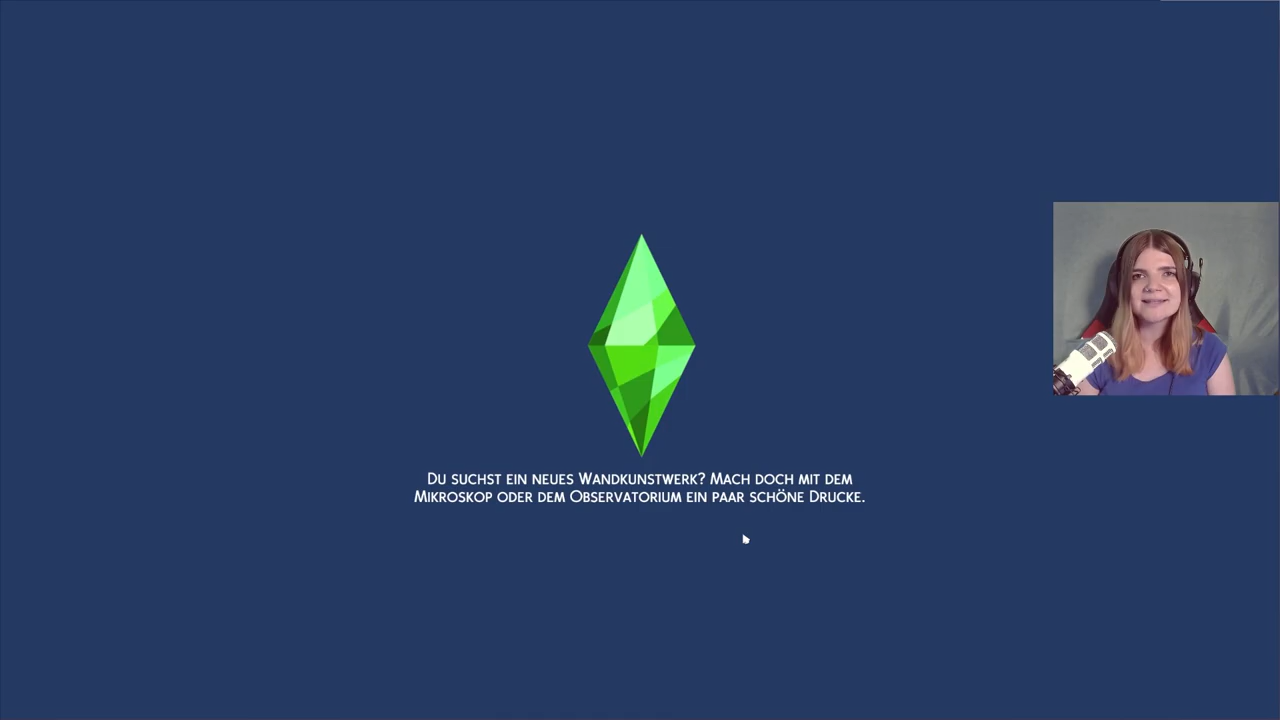 Du suchst ein neues Wandkunstwerk? Mach doch mit dem
Mikroskop oder dem Observatorium ein paar schöne Drucke.